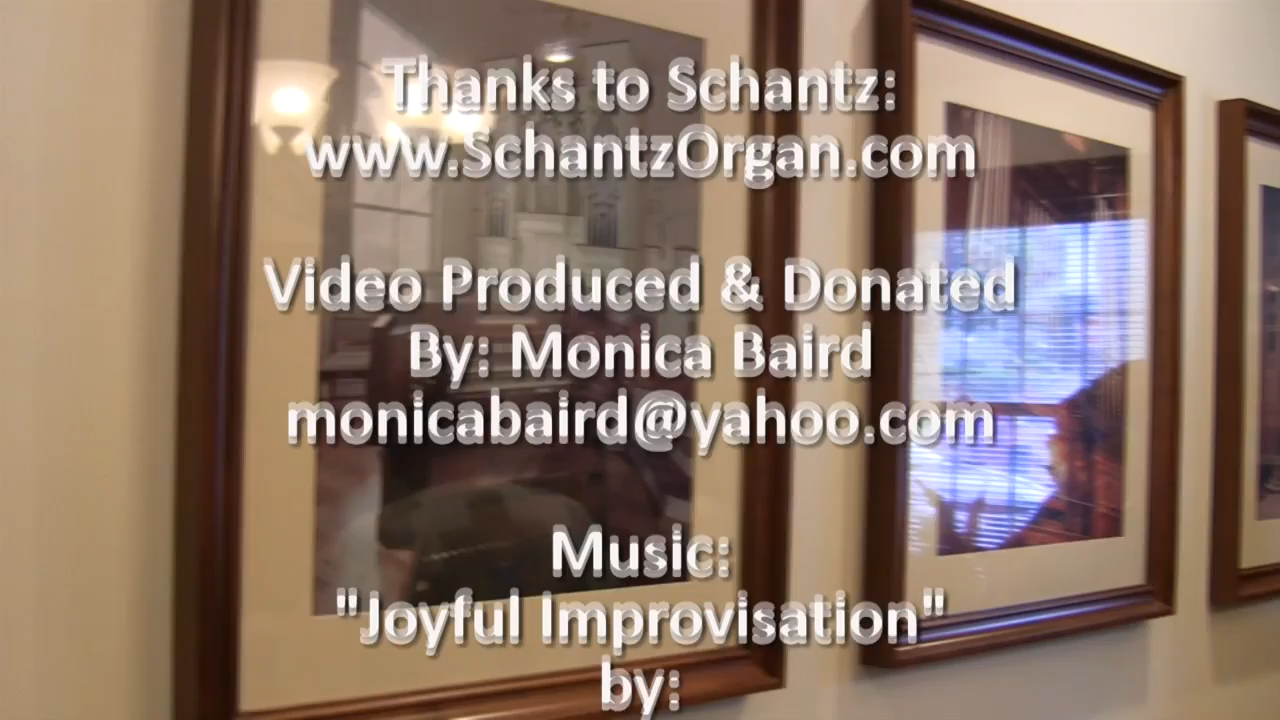 Thanks to Schantz:
www.SchantzOrgan.com
Video Produced & Donated
By: Monica Baird
monicabaird@yahoo.com
Music:
"Joyful Improvisation"
by: